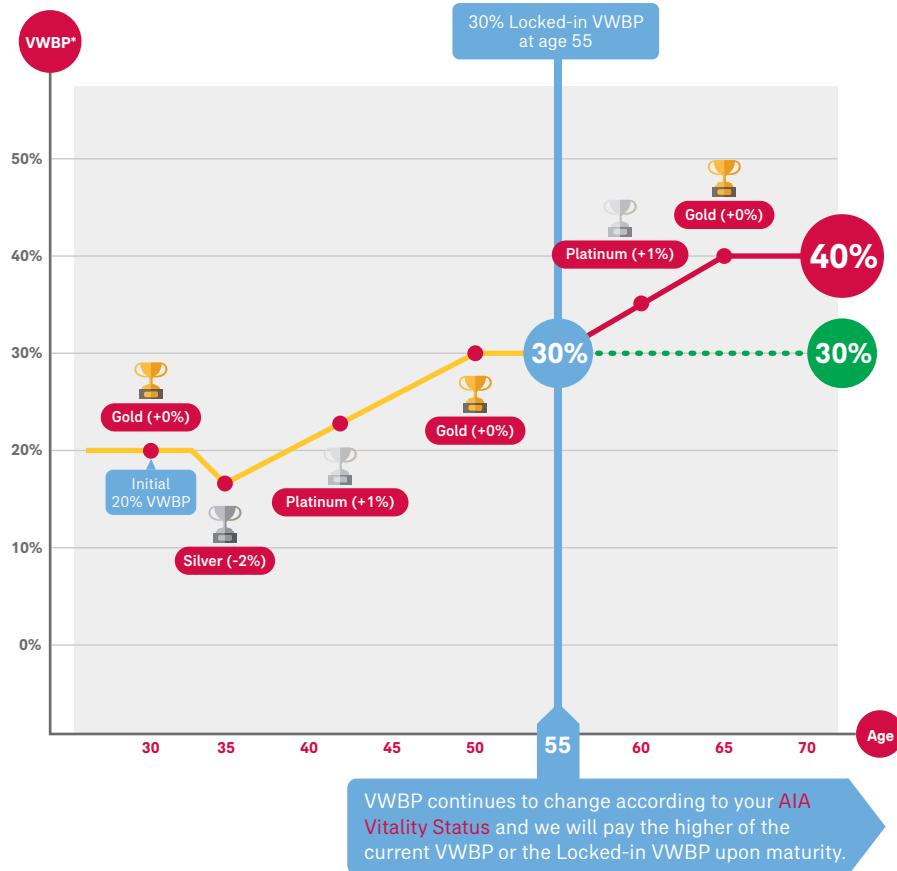 30% Locked-in VWBP
at age 55
VWBP*
50%
Gold (+0%)
40%
Platinum (+1%)
40%
30%
30%
30%
Gold (+0%)
Gold (+0%)
20%
Initial
20% VWBP
Platinum (+1%)
10%
Silver (-2%)
0%
30 35 40 45 50 55 60 65 70 Age
VWBP continues to change according to your AIA
Vitality Status and we will pay the higher of the
current VWBP or the Locked-in VWBP upon maturity.